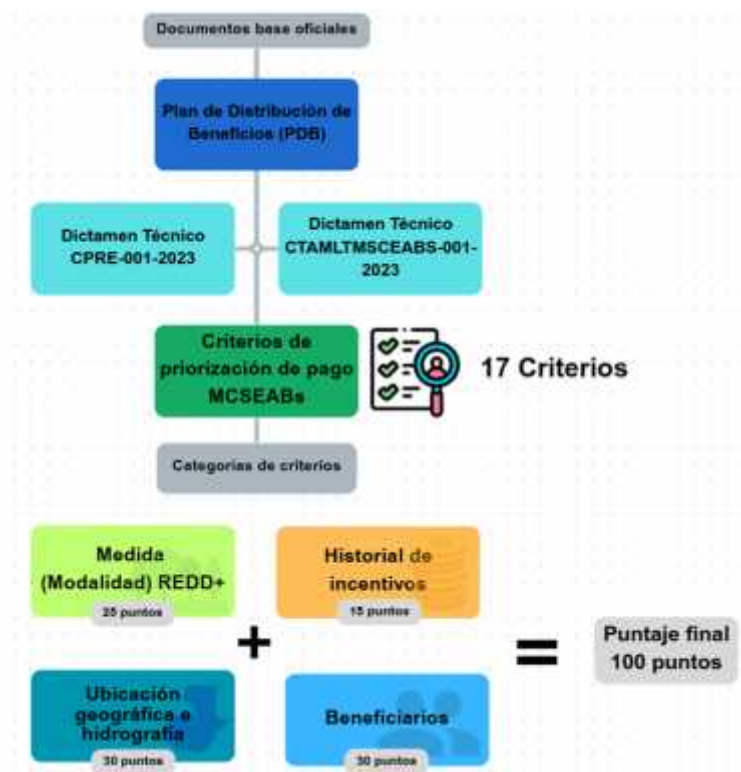 Documentos base oficiales
Plan de Distribución de
Beneficios (PDB)
Dictamen Técnico
CPRE-001-2023
Dictamen Técnico
CTAMLTMSCEABS-001-
2023
Criterios de
priorización de pago
MCSEABs
17 Criterios
Categorías de criterios
Medida
(Modalidad) REDD+
25 puntos
Historial de
incentivos
15 puntos
+
Ubicación
geográfica e
hidrografía
30 puntos
Beneficiarios
30 puntos
=
Puntaje final
100 puntos